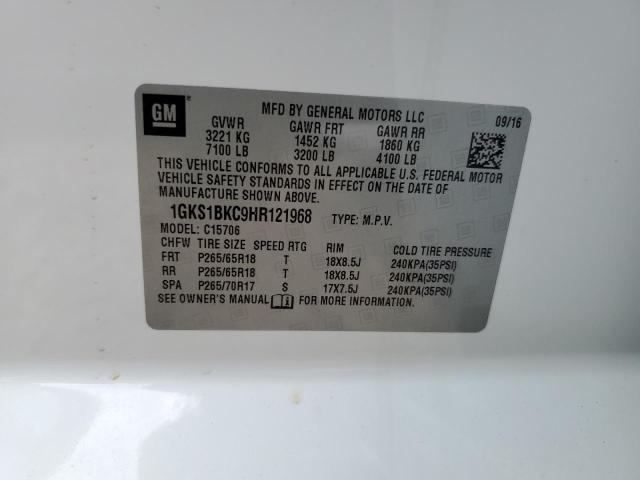 GM
MFD BY GENERAL MOTORS LLC
09/16
GVWR GAWR FRT GAWR RR
3221 KG 1452 KG 1860 KG
7100 LB 3200 LB 4100 LB
THIS VEHICLE CONFORMS TO ALL APPLICABLE U.S. FEDERAL MOTOR
VEHICLE SAFETY STANDARDS IN EFFECT ON THE DATE OF
MANUFACTURE SHOWN ABOVE.
1GKS1BKC9HR121968 TYPE: M.P.V.
MODEL: C15706
CHFW TIRE SIZE SPEED RTG RIM COLD TIRE PRESSURE
FRT P265/65R18 T 18X8.5J 240KPA(35PSI)
RR P265/65R18 T 18X8.5J 240KPA(35PSI)
SPA P265/70R17 S 17X7.5J 240KPA(35PSI)
SEE OWNER'S MANUAL FOR MORE INFORMATION.